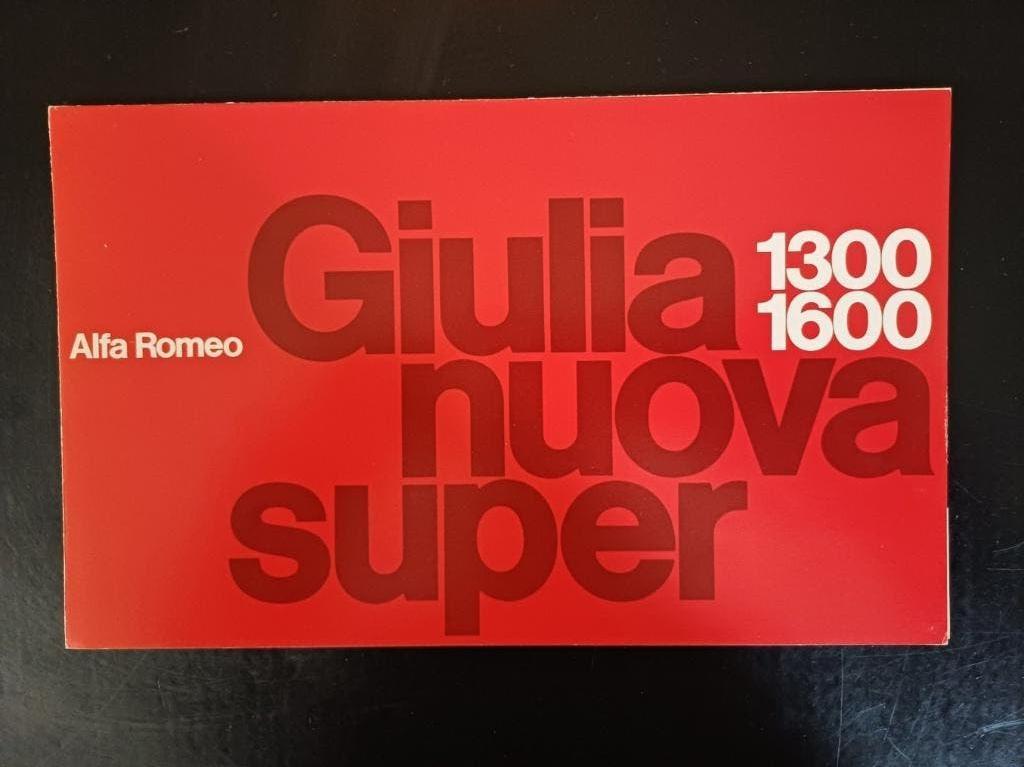 Giulia
1300
1600
Alfa Romeo
nuova
super